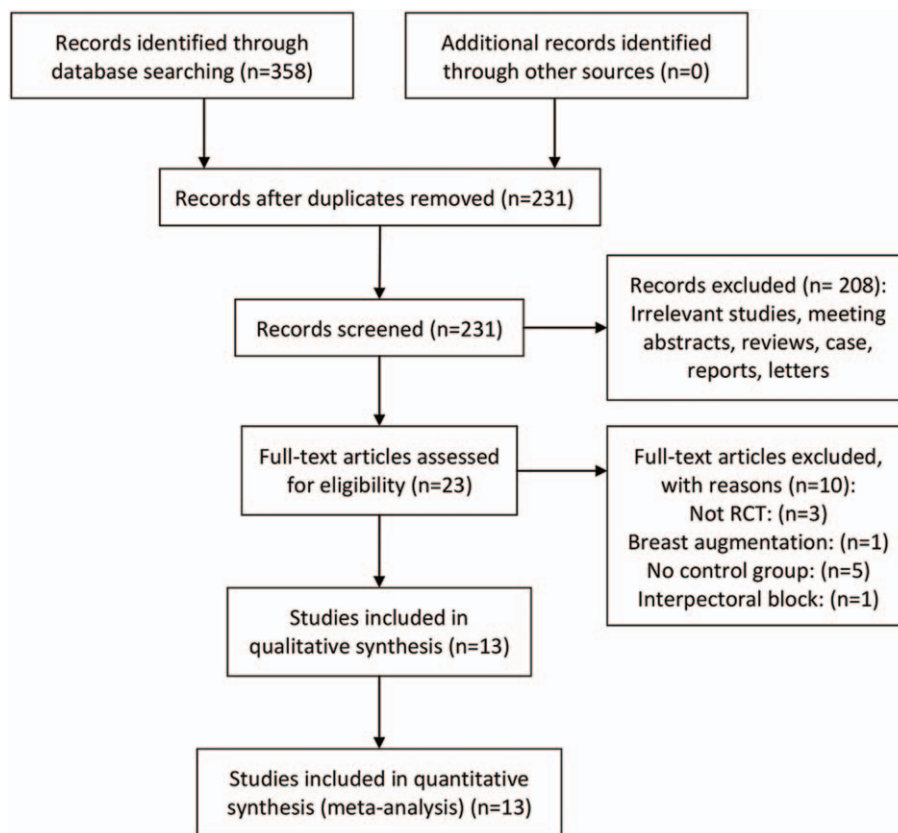 Records identified through
database searching (n=358)
Additional records identified
through other sources (n=0)
Records after duplicates removed (n=231)
Records screened (n=231)
Records excluded (n= 208):
Irrelevant studies, meeting
abstracts, reviews, case,
reports, letters
Full-text articles assessed
for eligibility (n=23)
Full-text articles excluded,
with reasons (n=10):
Not RCT: (n=3)
Breast augmentation: (n=1)
No control group: (n=5)
Interpectoral block: (n=1)
Studies included in
qualitative synthesis (n=13)
Studies included in quantitative
synthesis (meta-analysis) (n=13)